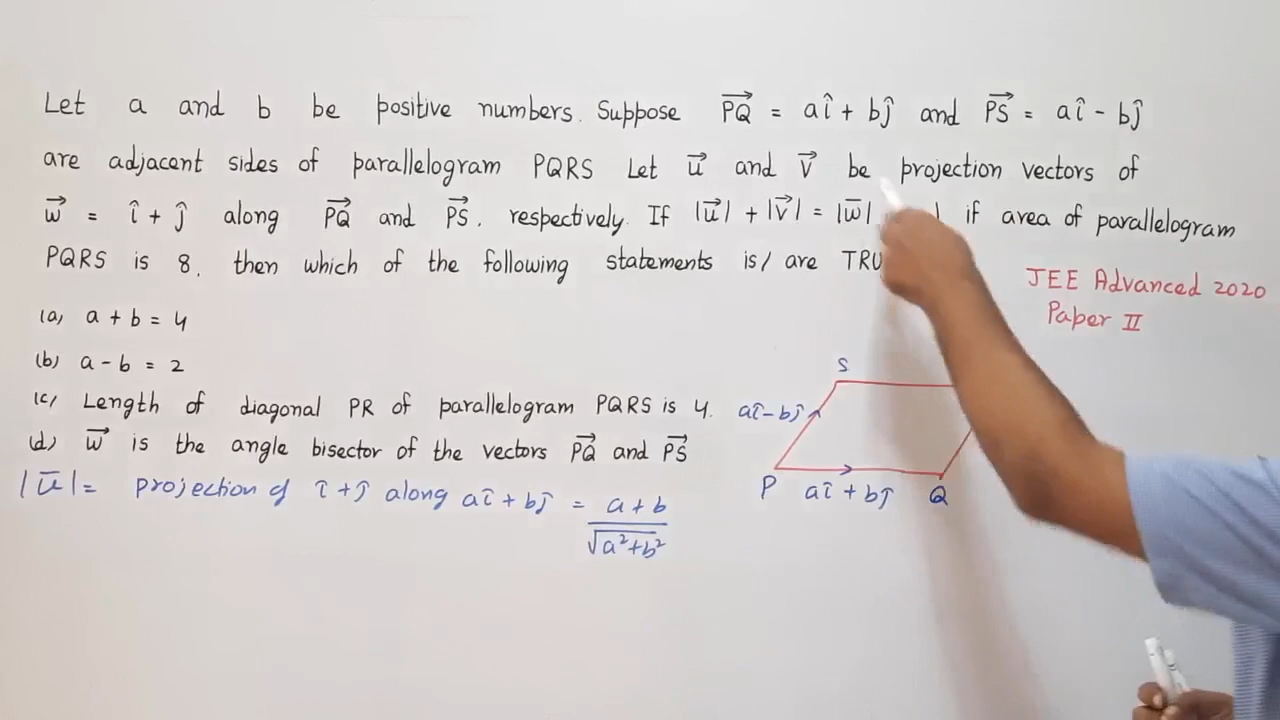 Let a and b be positive numbers. Suppose PQ⃗ = aî + bĵ and PS⃗ = aî - bĵ
are adjacent sides of parallelogram PQRS Let u⃗ and v⃗ be projection vectors of
w⃗ = î + ĵ along PQ⃗ and PS⃗. respectively. If |u⃗| + |v⃗| = |w̅| if area of parallelogram
PQRS is 8. then which of the following statements is/are
JEE Advanced 2020
Paper II
(a) a + b = 4
(b) a - b = 2
(c) Length of diagonal PR of parallelogram PQRS is 4.
(d) w⃗ is the angle bisector of the vectors PQ⃗ and PS⃗
S
aî-bĵ
P aî + bĵ Q
|u̅| = projection of î+ĵ along aî + bĵ = a + b / √a²+b²